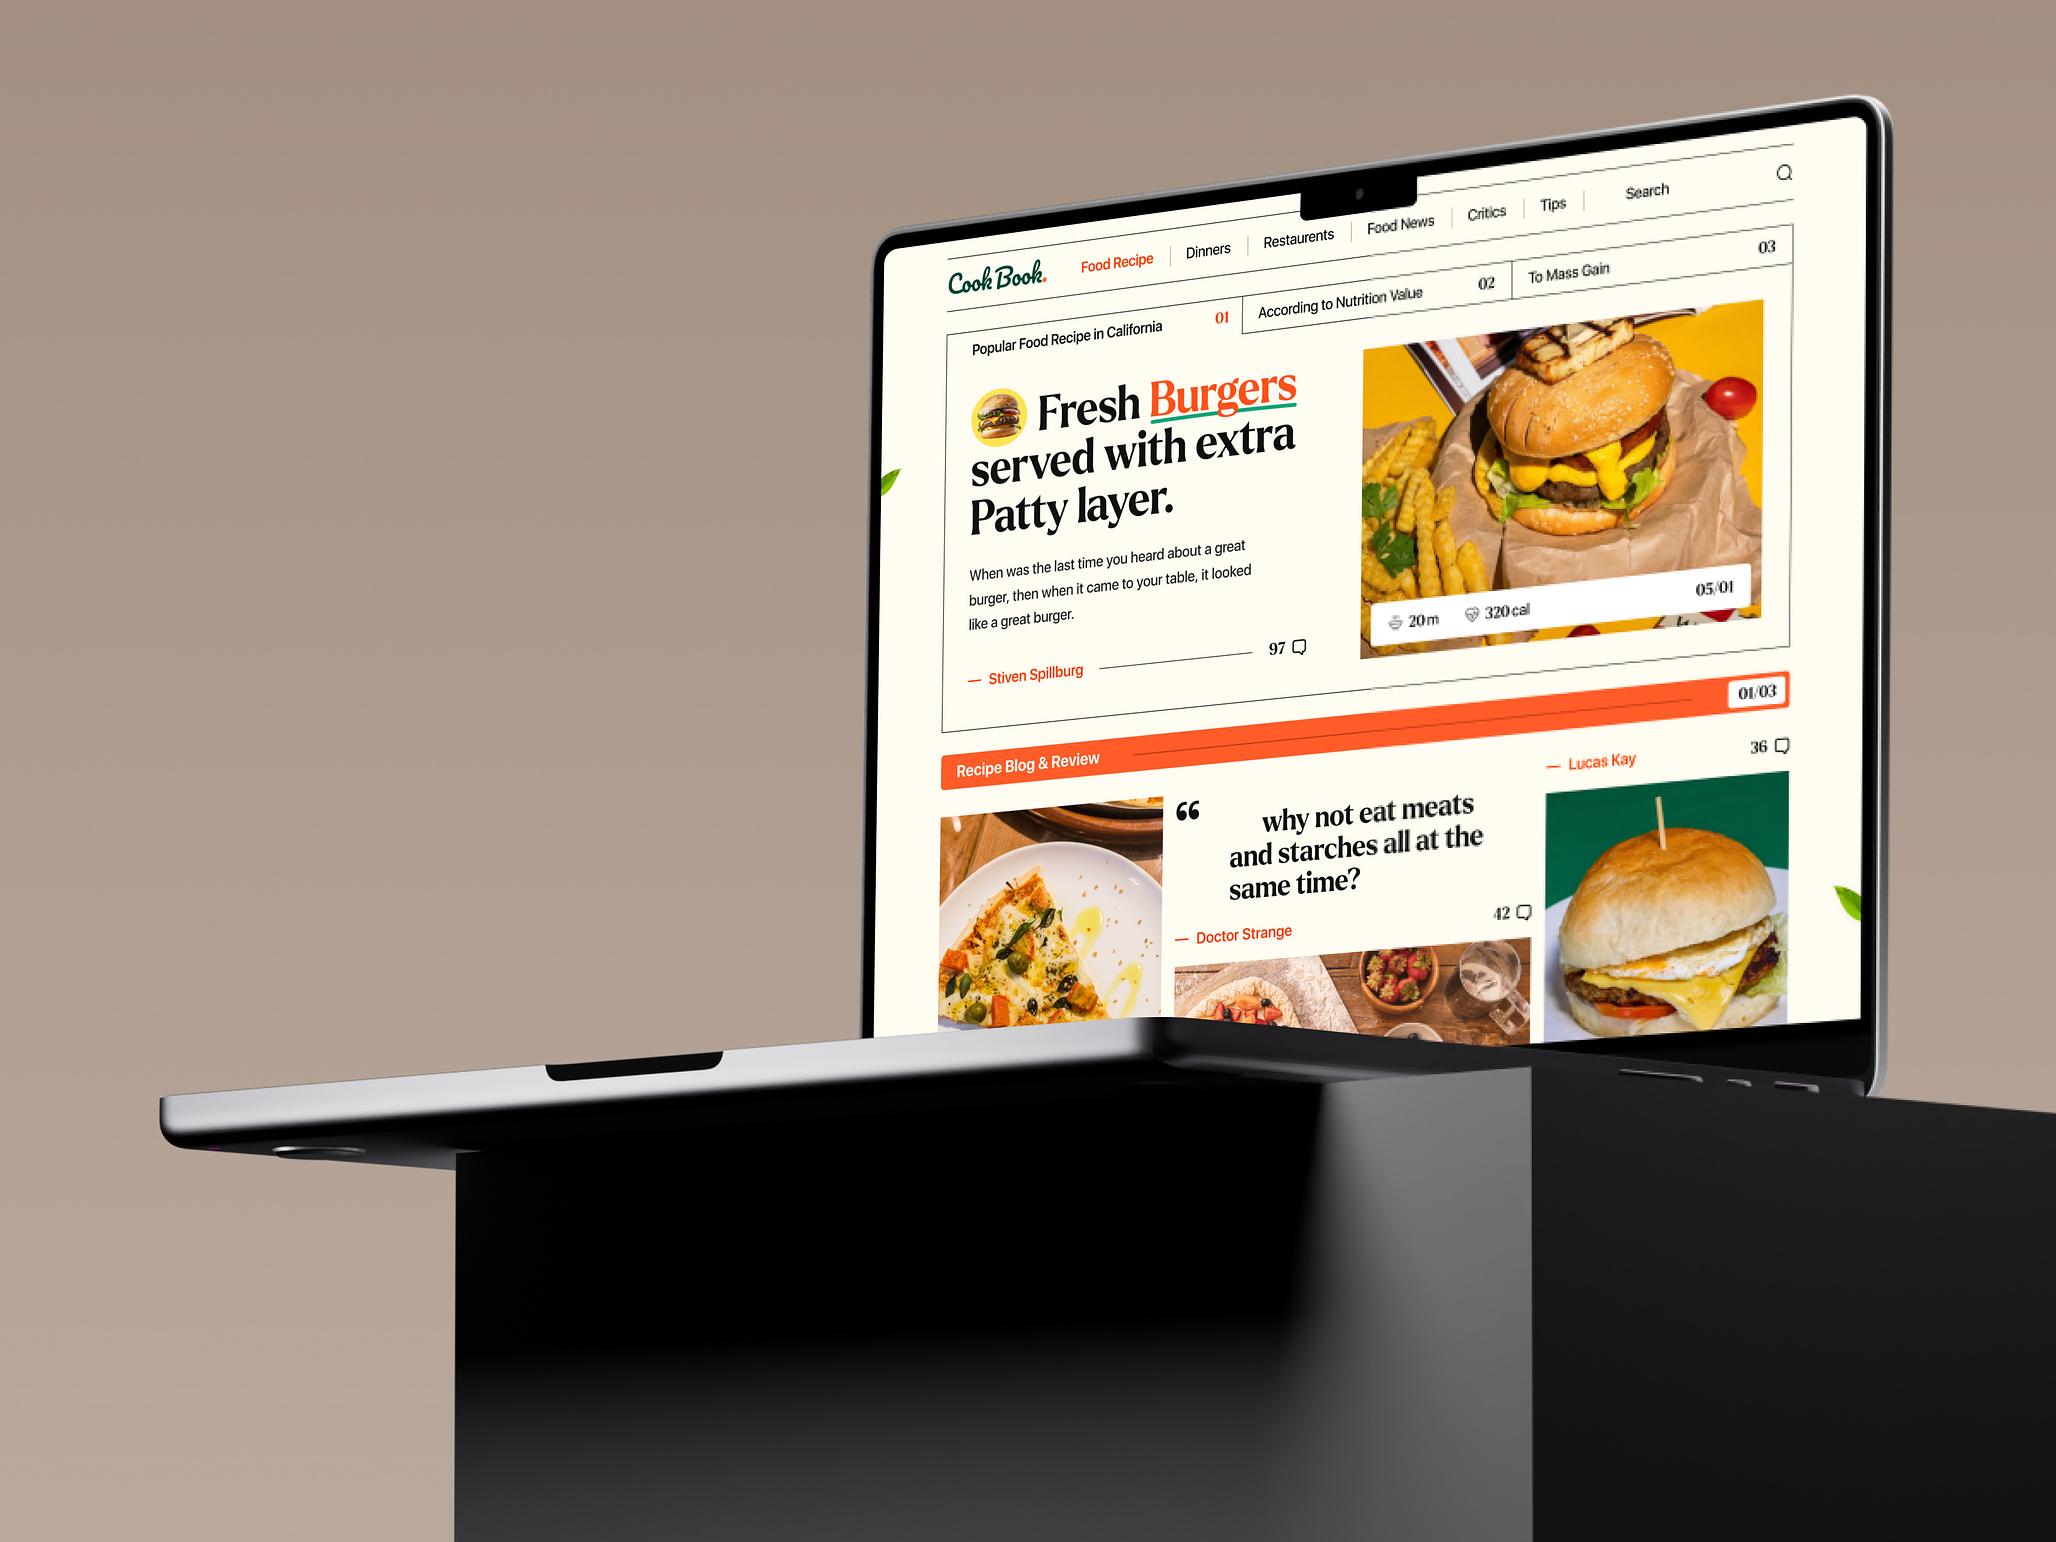 Cook Book.
Food Recipe
Dinners
Restaurents
Food News
Critics
Tips
Search
Popular Food Recipe in California 01
According to Nutrition Value 02
To Mass Gain 03
Fresh Burgers
served with extra
Patty layer.
When was the last time you heard about a great
burger, then when it came to your table, it looked
like a great burger.
— Stiven Spillburg
97
20m
320 cal
05/01
Recipe Blog & Review
01/03
“ why not eat meats
and starches all at the
same time?
— Doctor Strange
42
— Lucas Kay
36